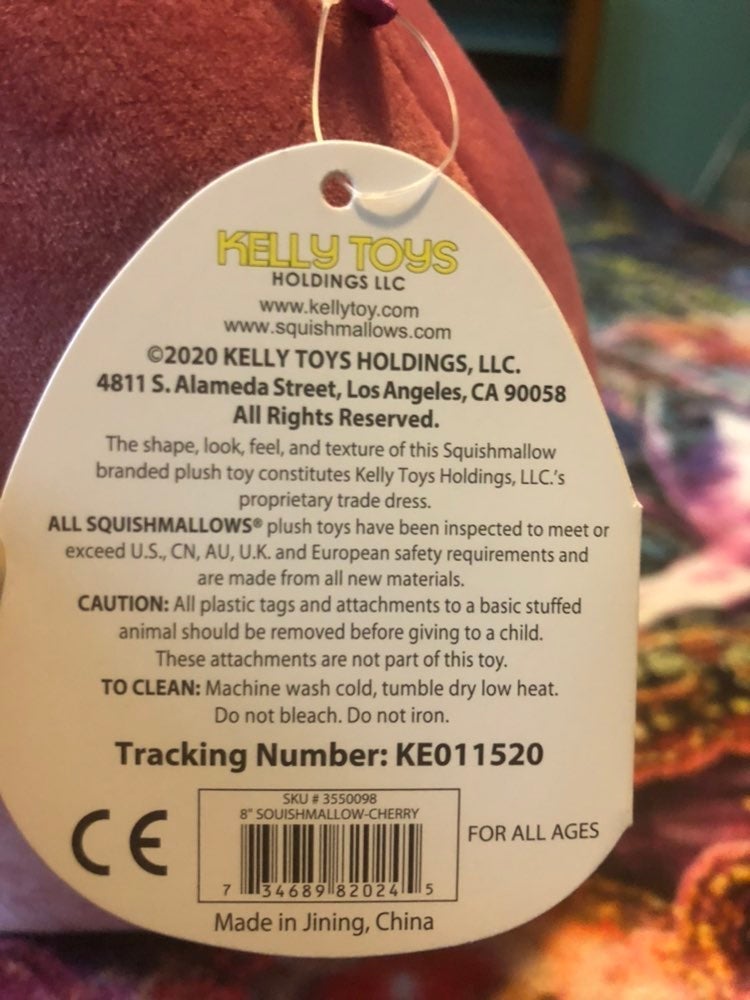 KELLY TOYS
HOLDINGS LLC
www.kellytoy.com
www.squishmallows.com
©2020 KELLY TOYS HOLDINGS, LLC.
4811 S. Alameda Street, Los Angeles, CA 90058
All Rights Reserved.
The shape, look, feel, and texture of this Squishmallow
branded plush toy constitutes Kelly Toys Holdings, LLC.'s
proprietary trade dress.
ALL SQUISHMALLOWS® plush toys have been inspected to meet or
exceed U.S., CN, AU, U.K. and European safety requirements and
are made from all new materials.
CAUTION: All plastic tags and attachments to a basic stuffed
animal should be removed before giving to a child.
These attachments are not part of this toy.
TO CLEAN: Machine wash cold, tumble dry low heat.
Do not bleach. Do not iron.
Tracking Number: KE011520
CE
SKU # 3550098
8" SOUISHMALLOW-CHERRY
7 34689 82024 5
FOR ALL AGES
Made in Jining, China